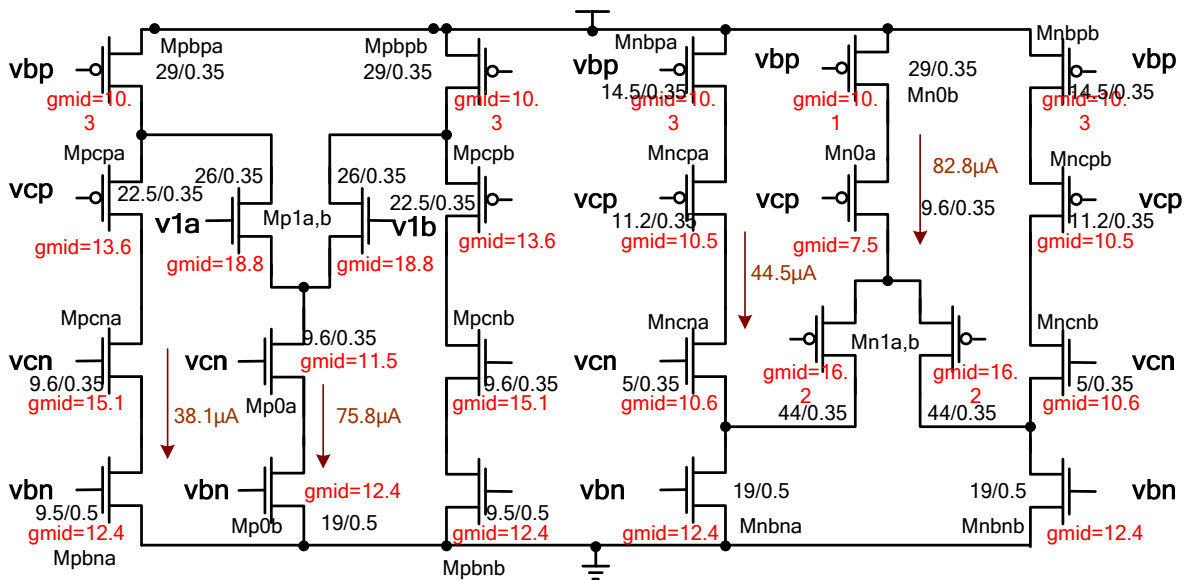 Mpbpa
Mpbpb
Mnbpa
Mnbpb
vbp
29/0.35
29/0.35
vbp
14.5/0.35
vbp
29/0.35
Mn0b
14.5/0.35
vbp
gmid=10.
3
gmid=10.
3
gmid=10.
3
gmid=10.
1
gmid=10.
3
Mpcpa
Mpcpb
Mncpa
Mn0a
82.8µA
Mncpb
vcp
22.5/0.35
26/0.35
26/0.35
22.5/0.35
vcp
11.2/0.35
vcp
9.6/0.35
11.2/0.35
vcp
v1a
Mp1a,b
v1b
gmid=13.6
gmid=18.8
gmid=18.8
gmid=13.6
gmid=10.5
gmid=7.5
gmid=10.5
44.5µA
Mpcna
9.6/0.35
Mpcnb
Mncna
Mn1a,b
Mncnb
vcn
vcn
gmid=11.5
vcn
vcn
9.6/0.35
gmid=15.1
Mp0a
9.6/0.35
gmid=15.1
5/0.35
gmid=10.6
gmid=16.
2
gmid=16.
2
5/0.35
gmid=10.6
38.1µA
75.8µA
44/0.35
44/0.35
vbn
vbn
gmid=12.4
vbn
19/0.5
19/0.5
vbn
9.5/0.5
gmid=12.4
Mp0b
19/0.5
9.5/0.5
gmid=12.4
gmid=12.4
Mnbna
Mnbnb
gmid=12.4
Mpbna
Mpbnb